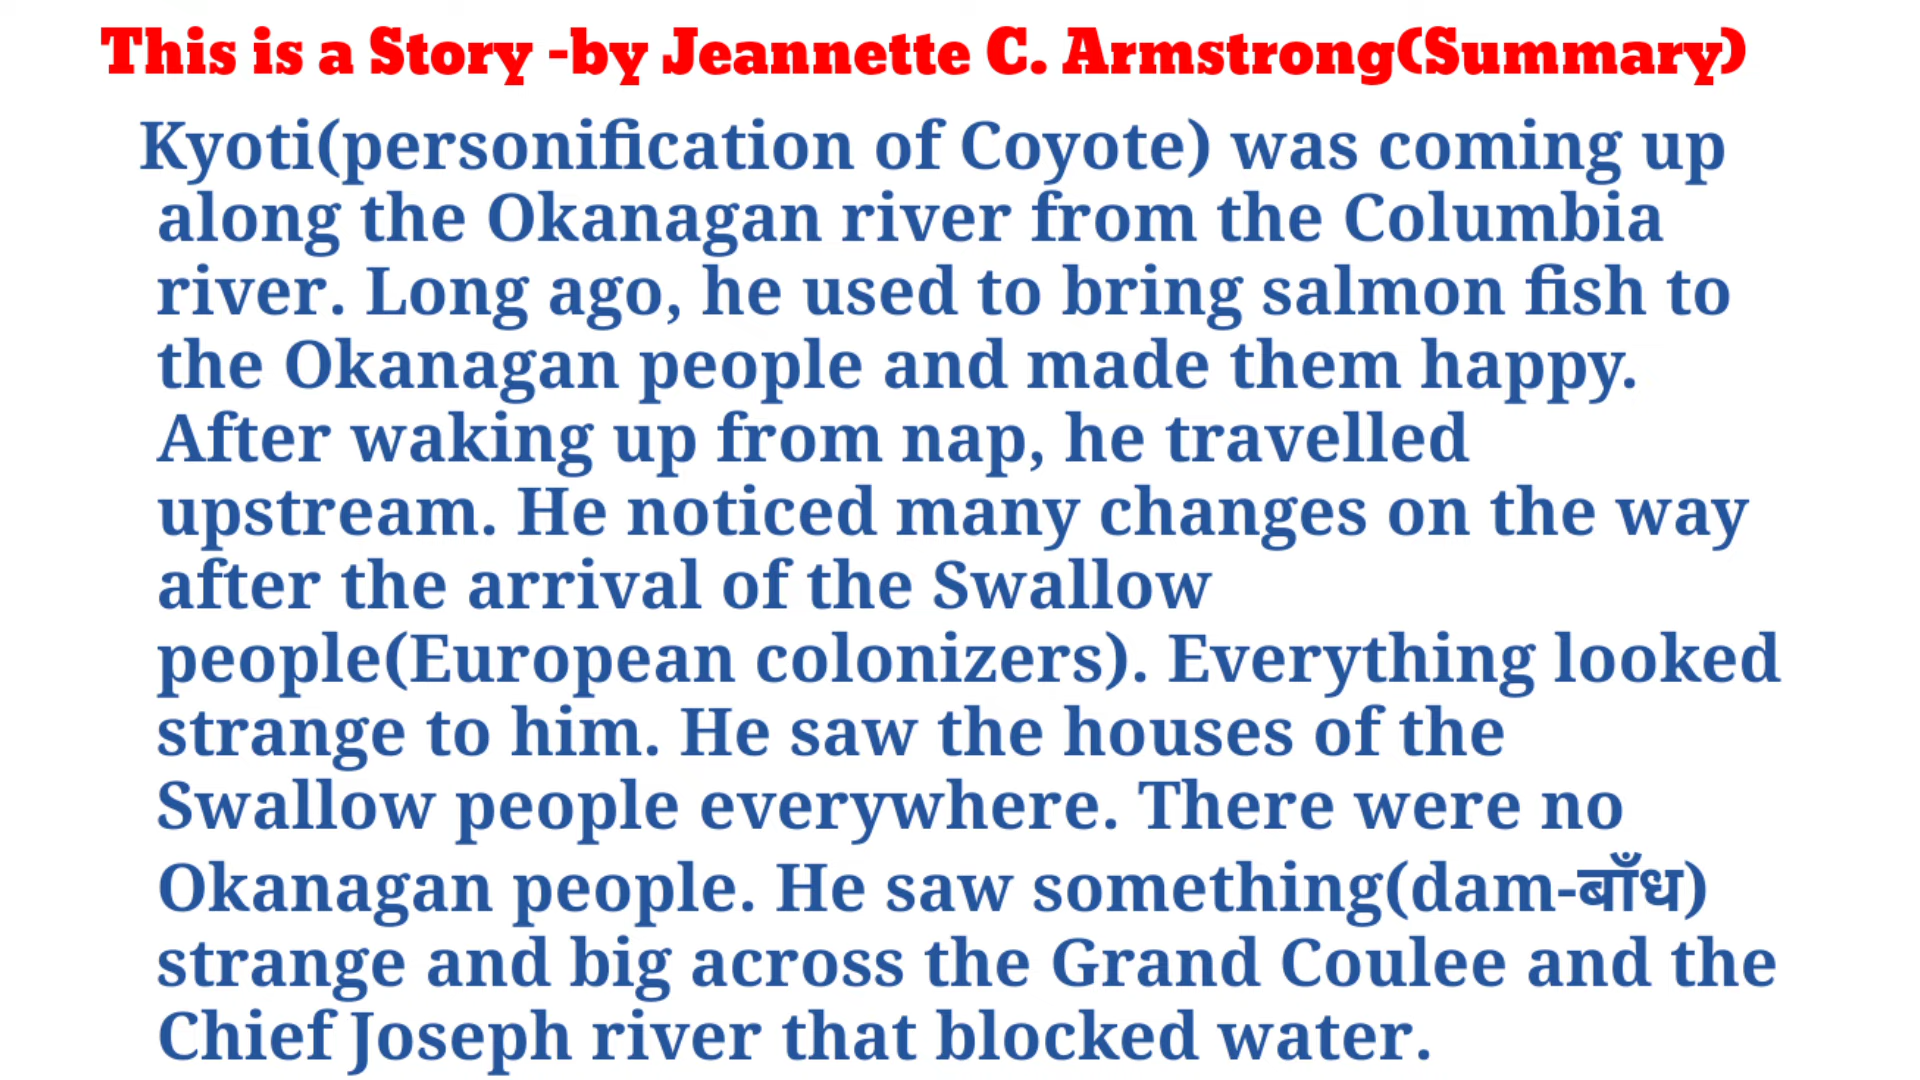 This is a Story -by Jeannette C. Armstrong(Summary)
Kyoti(personification of Coyote) was coming up
along the Okanagan river from the Columbia
river. Long ago, he used to bring salmon fish to
the Okanagan people and made them happy.
After waking up from nap, he travelled
upstream. He noticed many changes on the way
after the arrival of the Swallow
people(European colonizers). Everything looked
strange to him. He saw the houses of the
Swallow people everywhere. There were no
Okanagan people. He saw something(dam-बाँध)
strange and big across the Grand Coulee and the
Chief Joseph river that blocked water.